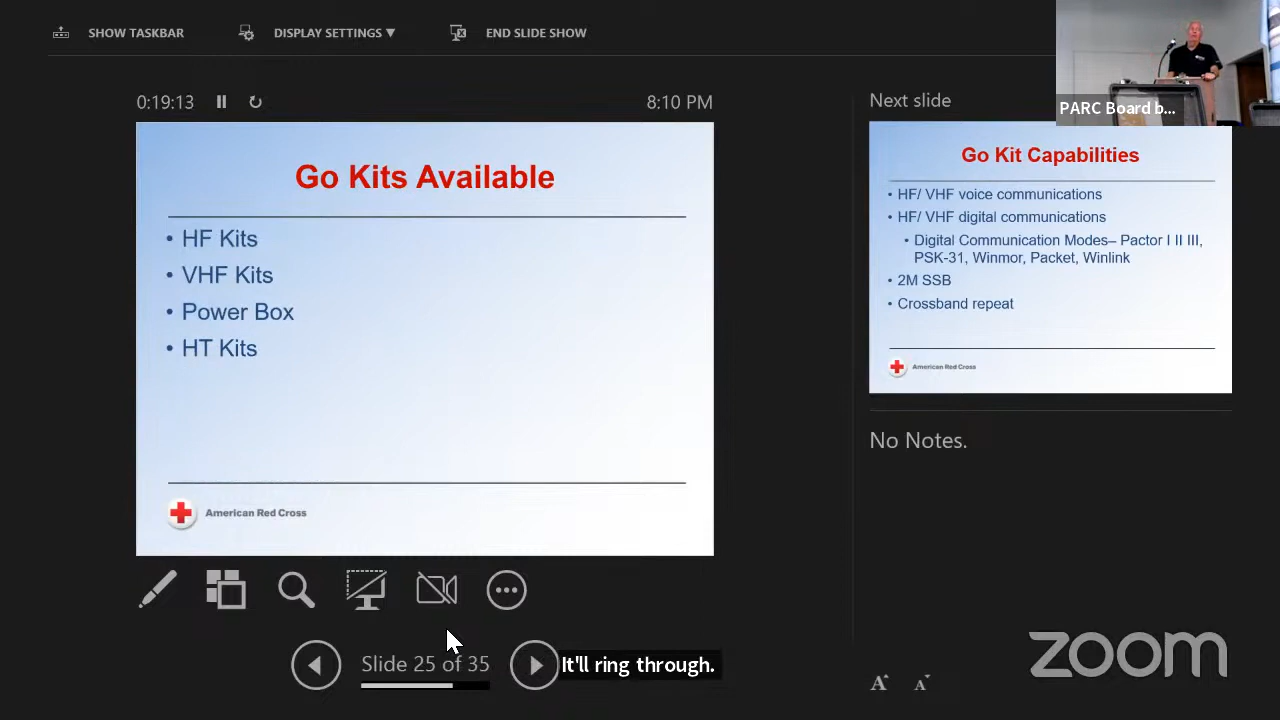 SHOW TASKBAR
DISPLAY SETTINGS ▼
END SLIDE SHOW
PARC Board b...
0:19:13
8:10 PM
Go Kits Available
• HF Kits
• VHF Kits
• Power Box
• HT Kits
American Red Cross
Next slide
Go Kit Capabilities
• HF/ VHF voice communications
• HF/ VHF digital communications
• Digital Communication Modes– Pactor I II III,
PSK-31, Winmor, Packet, Winlink
• 2M SSB
• Crossband repeat
American Red Cross
No Notes.
Slide 25 of 35
It'll ring through.
A A
zoom